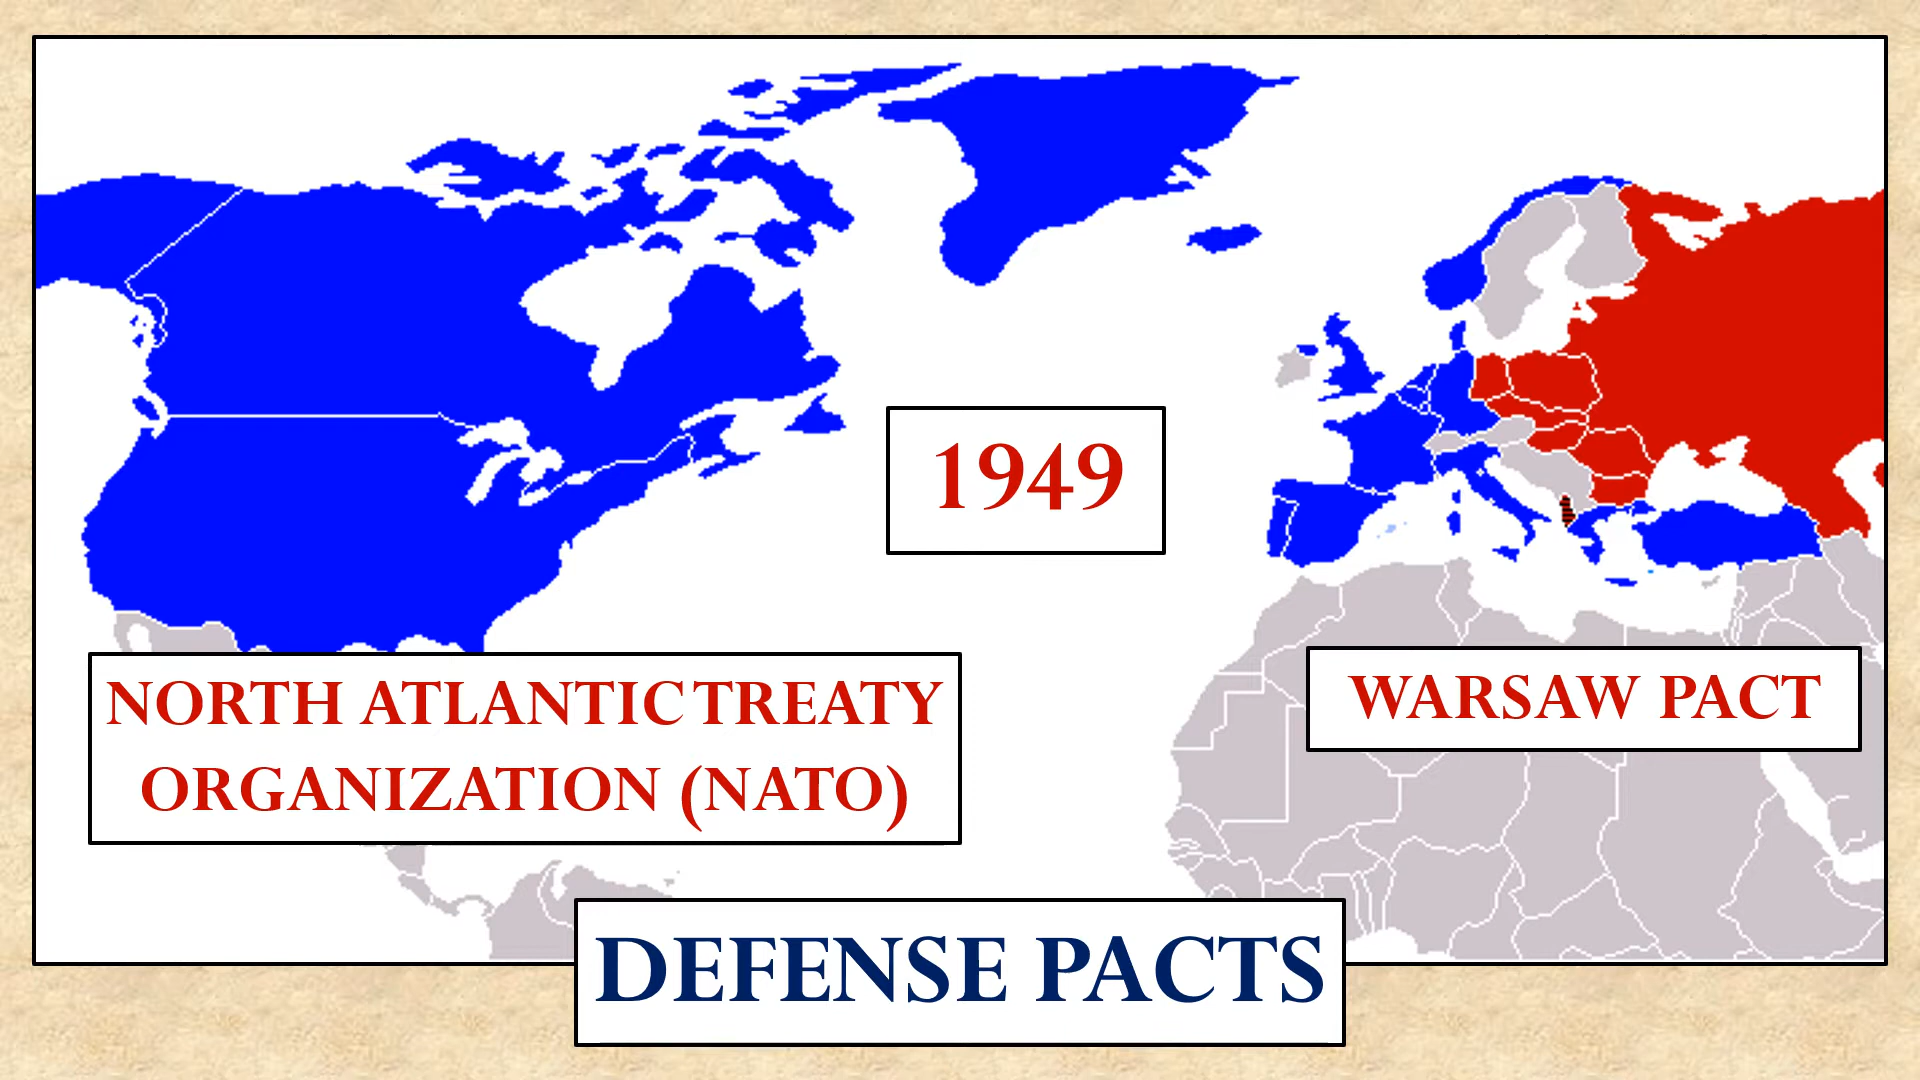 1949
NORTH ATLANTIC TREATY
ORGANIZATION (NATO)
WARSAW PACT
DEFENSE PACTS